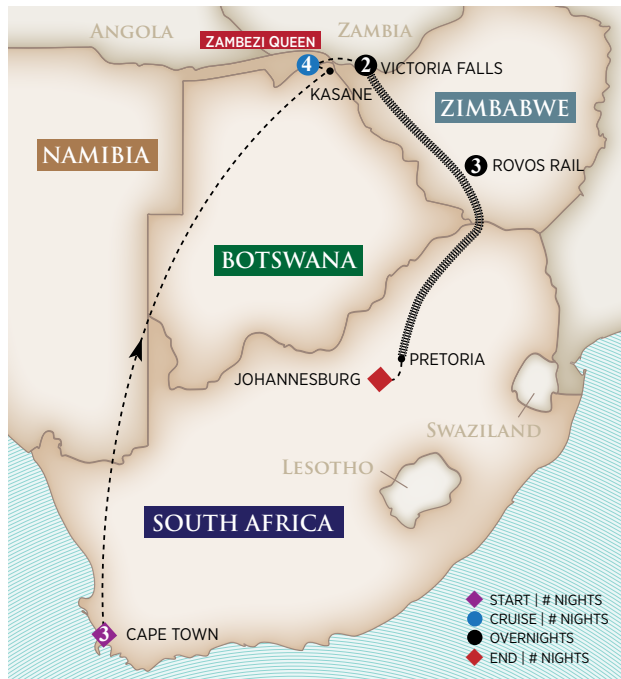 ANGOLA
ZAMBIA
ZAMBEZI QUEEN
4
2 VICTORIA FALLS
KASANE
ZIMBABWE
NAMIBIA
3 ROVOS RAIL
BOTSWANA
PRETORIA
JOHANNESBURG
SWAZILAND
LESOTHO
SOUTH AFRICA
3 CAPE TOWN
START | # NIGHTS
CRUISE | # NIGHTS
OVERNIGHTS
END | # NIGHTS